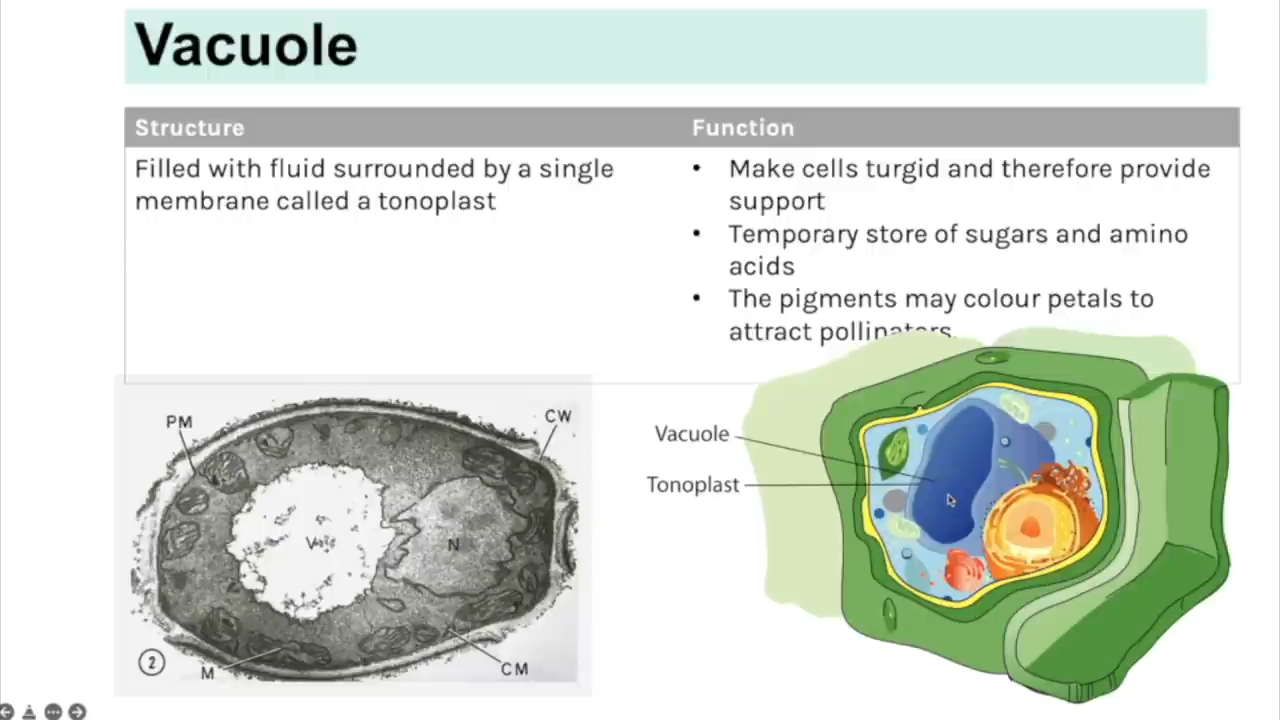 Vacuole
Structure
Function
Filled with fluid surrounded by a single
membrane called a tonoplast
• Make cells turgid and therefore provide
support
• Temporary store of sugars and amino
acids
• The pigments may colour petals to
attract pollinators.
PM
CW
V
N
2
M
CM
Vacuole
Tonoplast